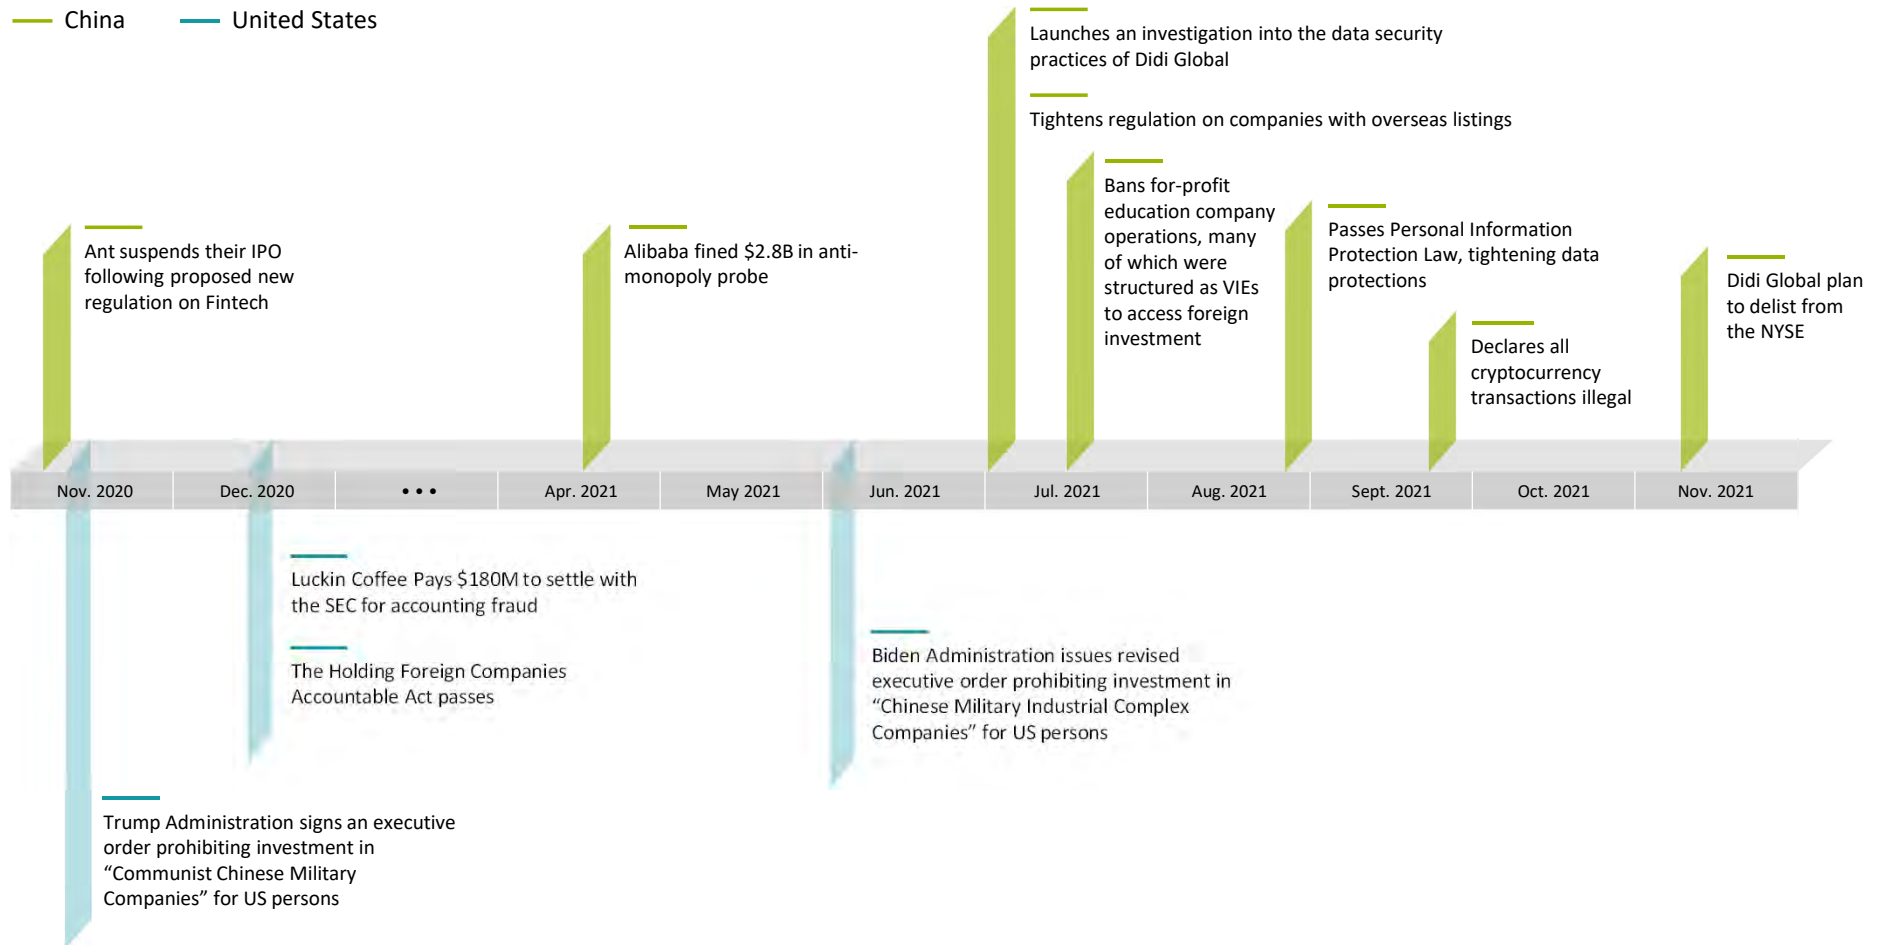 China
United States
Launches an investigation into the data security
practices of Didi Global
Tightens regulation on companies with overseas listings
Bans for-profit
education company
operations, many
of which were
structured as VIEs
to access foreign
investment
Ant suspends their IPO
following proposed new
regulation on Fintech
Alibaba fined $2.8B in anti-
monopoly probe
Passes Personal Information
Protection Law, tightening data
protections
Declares all
cryptocurrency
transactions illegal
Didi Global plan
to delist from
the NYSE
Nov. 2020
Dec. 2020
•••
Apr. 2021
May 2021
Jun. 2021
Jul. 2021
Aug. 2021
Sept. 2021
Oct. 2021
Nov. 2021
Luckin Coffee Pays $180M to settle with
the SEC for accounting fraud
The Holding Foreign Companies
Accountable Act passes
Biden Administration issues revised
executive order prohibiting investment in
“Chinese Military Industrial Complex
Companies” for US persons
Trump Administration signs an executive
order prohibiting investment in
“Communist Chinese Military
Companies” for US persons